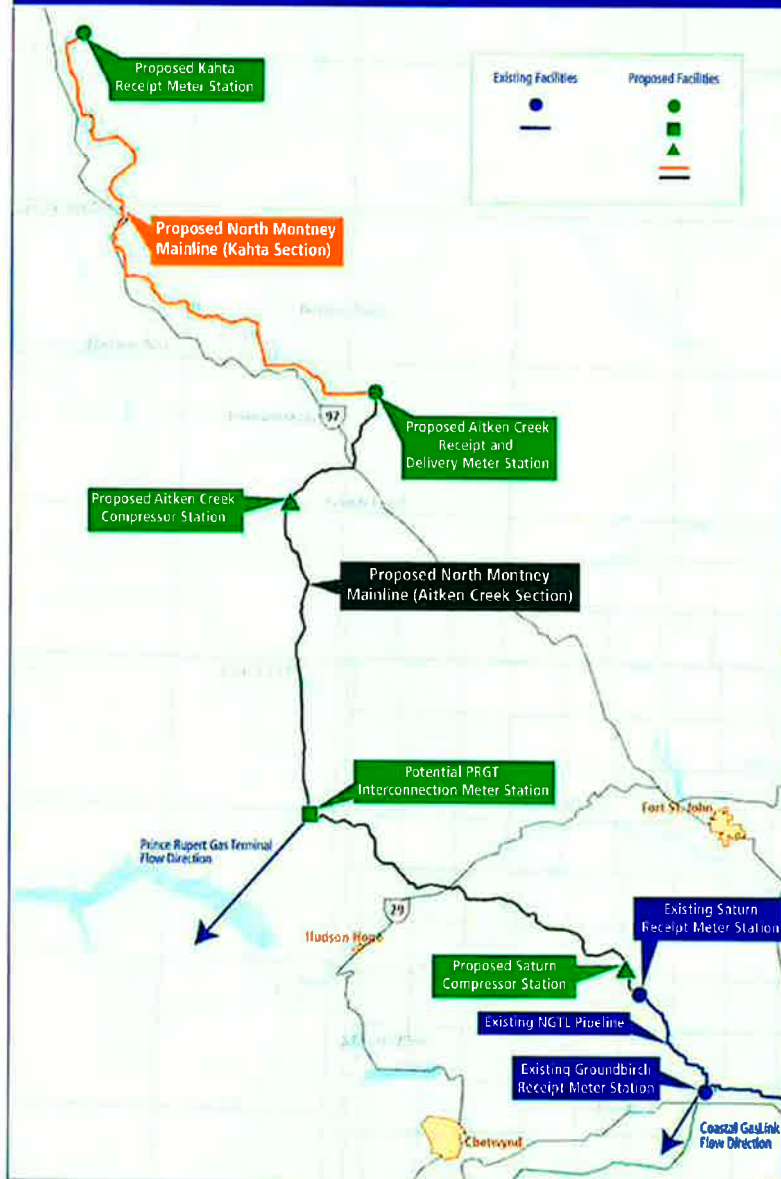 Proposed Kahta
Receipt Meter Station
Existing Facilities
Proposed Facilities
Proposed North Montney
Mainline (Kahta Section)
97
Proposed Aitken Creek
Receipt and
Delivery Meter Station
Proposed Aitken Creek
Compressor Station
Proposed North Montney
Mainline (Aitken Creek Section)
Potential PRGT
Interconnection Meter Station
Prince Rupert Gas Terminal
Flow Direction
Fort St. John
29
Hudson Hope
Existing Saturn
Receipt Meter Station
Proposed Saturn
Compressor Station
Existing NGTL Pipeline
Existing Groundbirch
Receipt Meter Station
Coastal GasLink
Flow Direction
Chetwynd